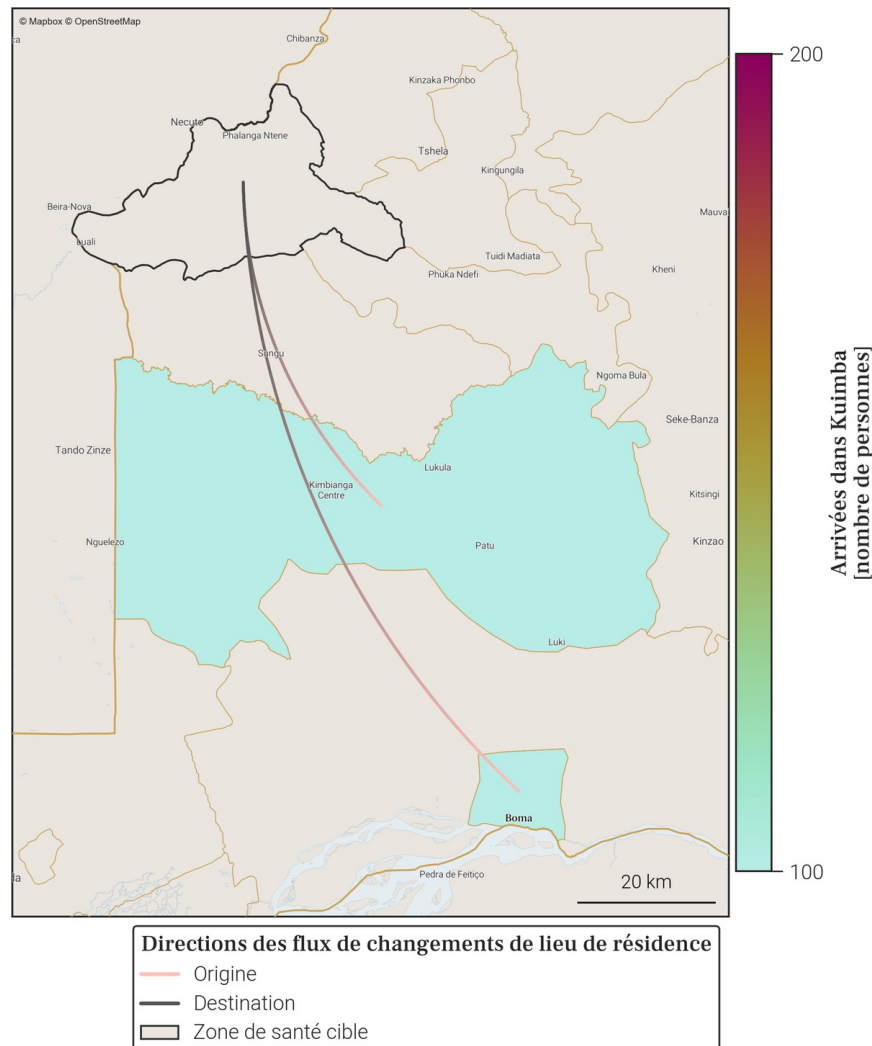 © Mapbox © OpenStreetMap
Chibanza
200
Kinzaka Phonbo
Necuto
Phalanga Ntene
Tshela
Kingungila
Beira-Nova
Mauva
Luali
Tuidi Madiata
Phuka Ndefi
Kheni
Sungu
Ngoma Bula
Seke-Banza
Tando Zinze
Lukula
Kimbianga
Centre
Kitsingi
Nguelezo
Patu
Kinzao
Luki
Arrivées dans Kuimba
[nombre de personnes]
Boma
Pedra de Feitiço
20 km
100
Directions des flux de changements de lieu de résidence
Origine
Destination
Zone de santé cible